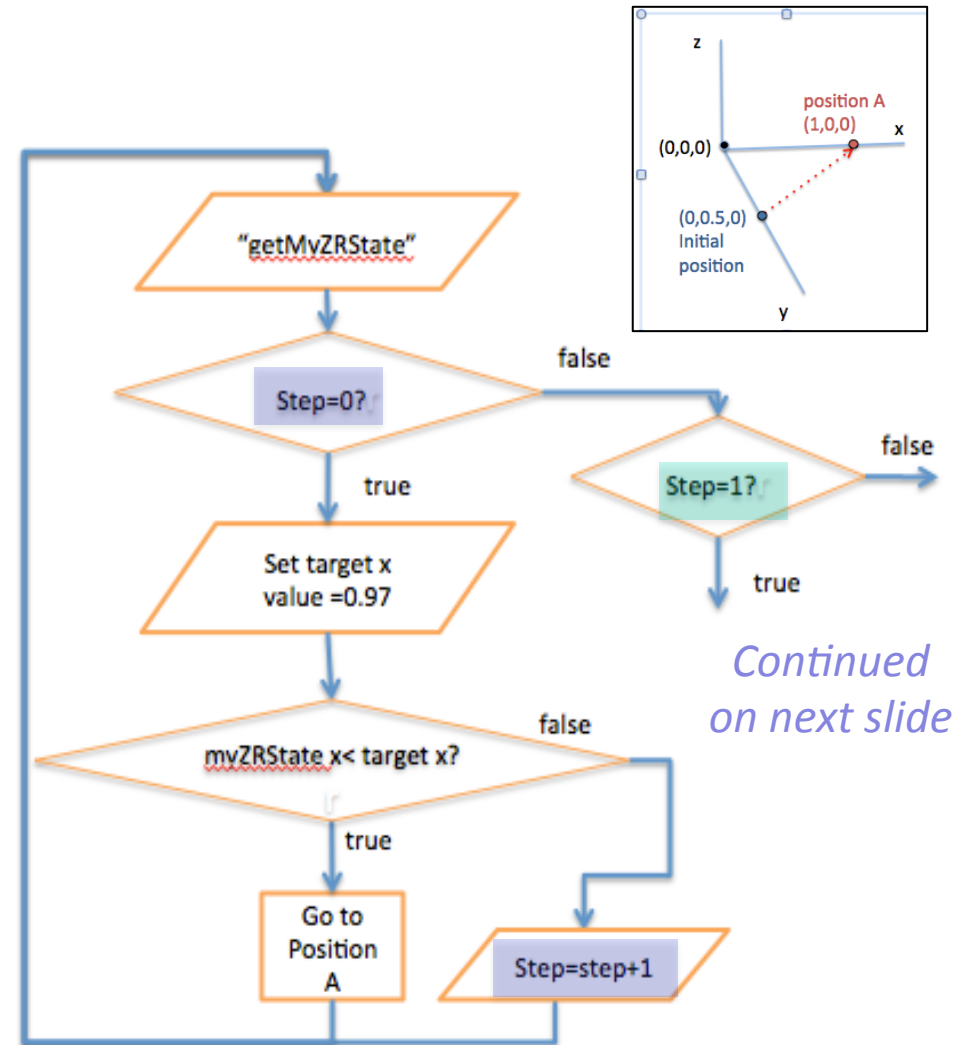 z
position A
(1,0,0)
x
(0,0,0)
(0,0.5,0)
Initial
position
y
"getMyZRState"
Step=0?
false
true
Step=1?
false
true
Set target x
value =0.97
Continued
on next slide
myZRState x< target x?
false
true
Go to
Position
A
Step=step+1